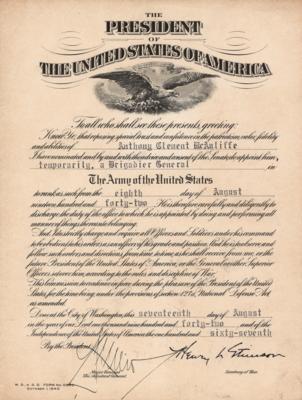 THE
PRESIDENT
OF
THE UNITED STATES OF AMERICA
To all who shall see these presents, greeting:
Know Ye, that reposing special trust and confidence in the patriotism, valor, fidelity
and abilities of Anthony Clement McAuliffe
I have nominated and by and with the advice and consent of the Senate do appoint him,
temporarily, a Brigadier General in
The Army of the United States
to rank as such from the eighth day of August
nineteen hundred and forty-two He is therefore carefully and diligently to
discharge the duty of the office to which he is appointed by doing and performing all
manner of things thereunto belonging.
And, I do strictly charge and require all Officers and Soldiers under his command
to be obedient to his orders as an officer of his grade and position. And he is to observe and
follow such orders and directions, from time to time, as he shall receive from me, or the
future President of the United States of America, or the General or other Superior
Officers set over him, according to the rules and discipline of War.
This Commission to continue in force during the pleasure of the President of the United
States, for the time being, under the provisions of section 127a, National Defense Act, as
amended.
Done at the City of Washington, this seventeenth day of August
in the year of our Lord one thousand nine hundred and forty-two and of the
Independence of the United States of America the one hundred and sixty-seventh
By the President:
Henry L. Stimson
Major General
The Adjutant General
Secretary of War